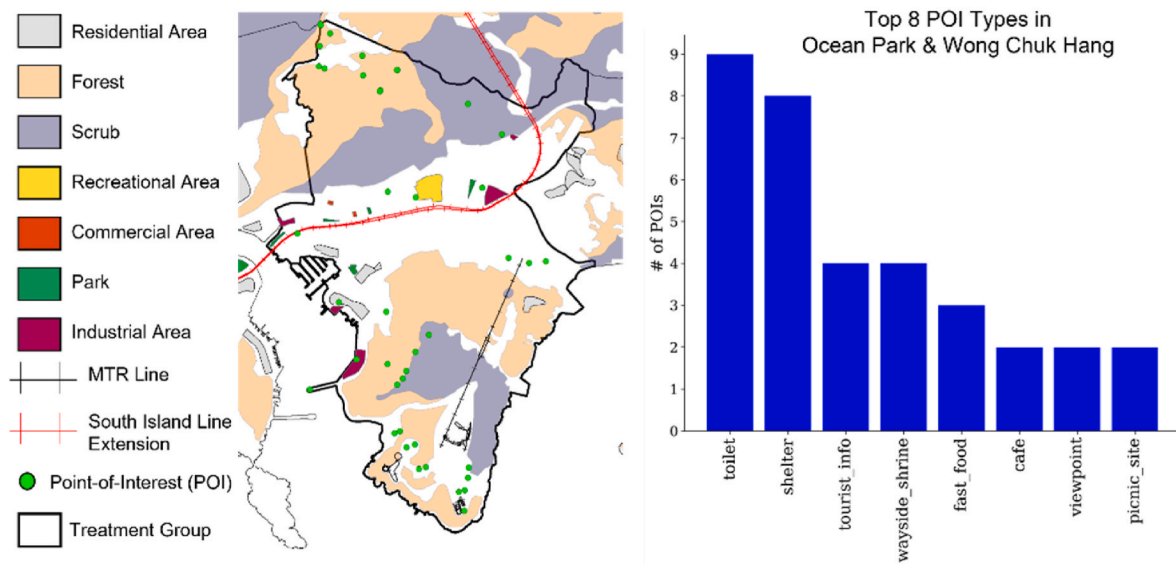 Residential Area
Forest
Scrub
Recreational Area
Commercial Area
Park
Industrial Area
MTR Line
South Island Line
Extension
Point-of-Interest (POI)
Treatment Group
Top 8 POI Types in
Ocean Park & Wong Chuk Hang
# of POIs
9
8
7
6
5
4
3
2
1
0
toilet
shelter
tourist_info
wayside_shrine
fast_food
cafe
viewpoint
picnic_site